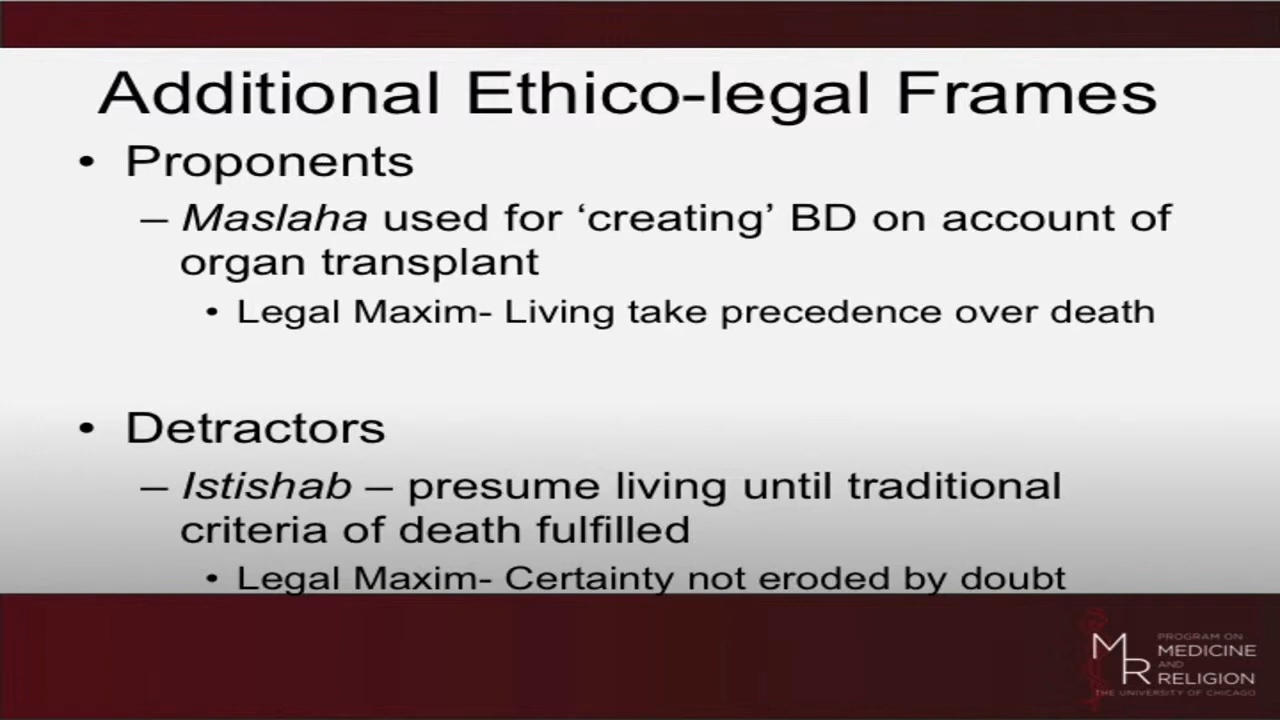 Additional Ethico-legal Frames
• Proponents
– Maslaha used for ‘creating’ BD on account of
organ transplant
• Legal Maxim- Living take precedence over death
• Detractors
– Istishab – presume living until traditional
criteria of death fulfilled
• Legal Maxim- Certainty not eroded by doubt
MR
PROGRAM ON
MEDICINE
AND
RELIGION
THE UNIVERSITY OF CHICAGO